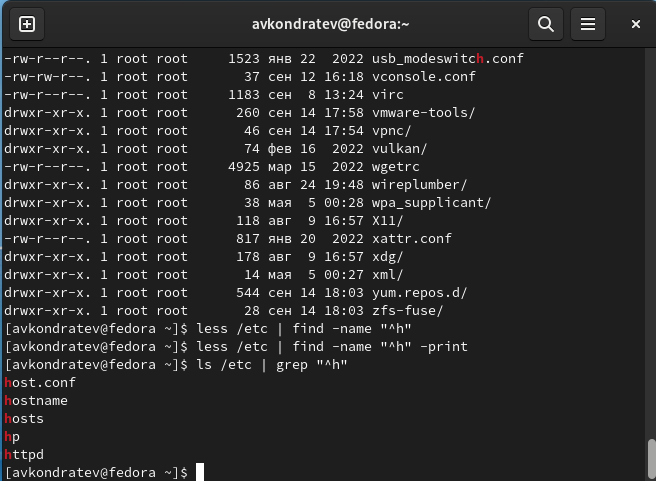 avkondratev@fedora:~
-rw-r--r--. 1 root root     1523 янв 22  2022 usb_modeswitch.conf
-rw-rw-r--. 1 root root       37 сен 12 16:18 vconsole.conf
-rw-r--r--. 1 root root     1183 сен  8 13:24 virc
drwxr-xr-x. 1 root root      260 сен 14 17:58 vmware-tools/
drwxr-xr-x. 1 root root       46 сен 14 17:54 vpnc/
drwxr-xr-x. 1 root root       74 фев 16  2022 vulkan/
-rw-r--r--. 1 root root     4925 мар 15  2022 wgetrc
drwxr-xr-x. 1 root root       86 авг 24 19:48 wireplumber/
drwxr-xr-x. 1 root root       38 мая  5 00:28 wpa_supplicant/
drwxr-xr-x. 1 root root      118 авг  9 16:57 X11/
-rw-r--r--. 1 root root      817 янв 20  2022 xattr.conf
drwxr-xr-x. 1 root root      178 авг  9 16:57 xdg/
drwxr-xr-x. 1 root root       14 мая  5 00:27 xml/
drwxr-xr-x. 1 root root      544 сен 14 18:03 yum.repos.d/
drwxr-xr-x. 1 root root       28 сен 14 18:03 zfs-fuse/
[avkondratev@fedora ~]$ less /etc | find -name "^h"
[avkondratev@fedora ~]$ less /etc | find -name "^h" -print
[avkondratev@fedora ~]$ ls /etc | grep "^h"
host.conf
hostname
hosts
hp
httpd
[avkondratev@fedora ~]$